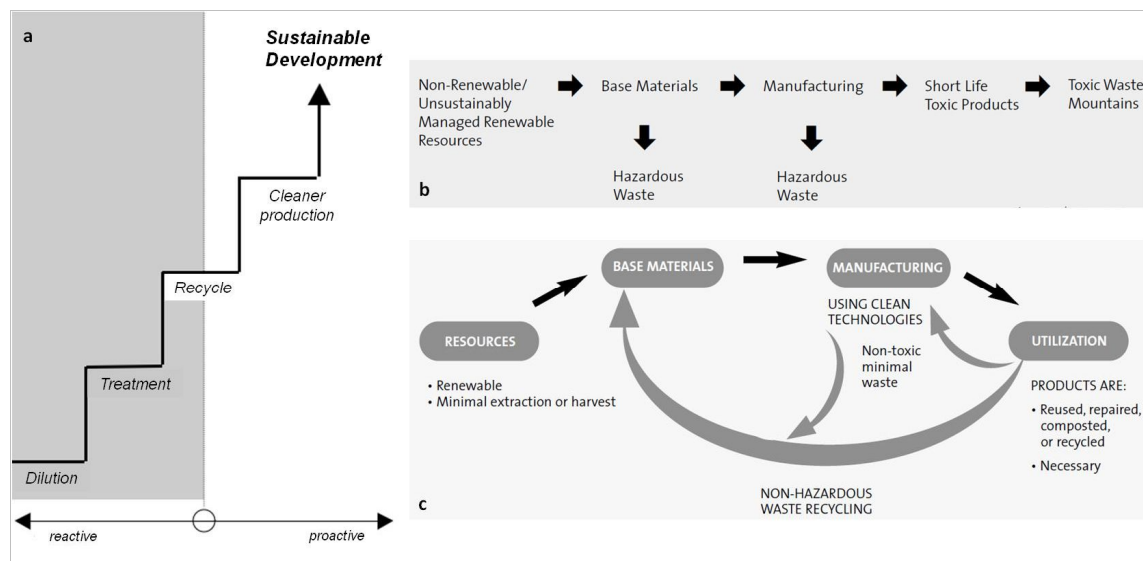 a
Sustainable
Development
Cleaner
production
Recycle
Treatment
Dilution
reactive
proactive
Non-Renewable/
Unsustainably
Managed Renewable
Resources
Base Materials
Manufacturing
Short Life
Toxic Products
Toxic Waste
Mountains
Hazardous
Waste
Hazardous
Waste
b
BASE MATERIALS
MANUFACTURING
USING CLEAN
TECHNOLOGIES
Non-toxic
minimal
waste
RESOURCES
• Renewable
• Minimal extraction or harvest
UTILIZATION
PRODUCTS ARE:
• Reused, repaired,
composted,
or recycled
• Necessary
NON-HAZARDOUS
WASTE RECYCLING
c